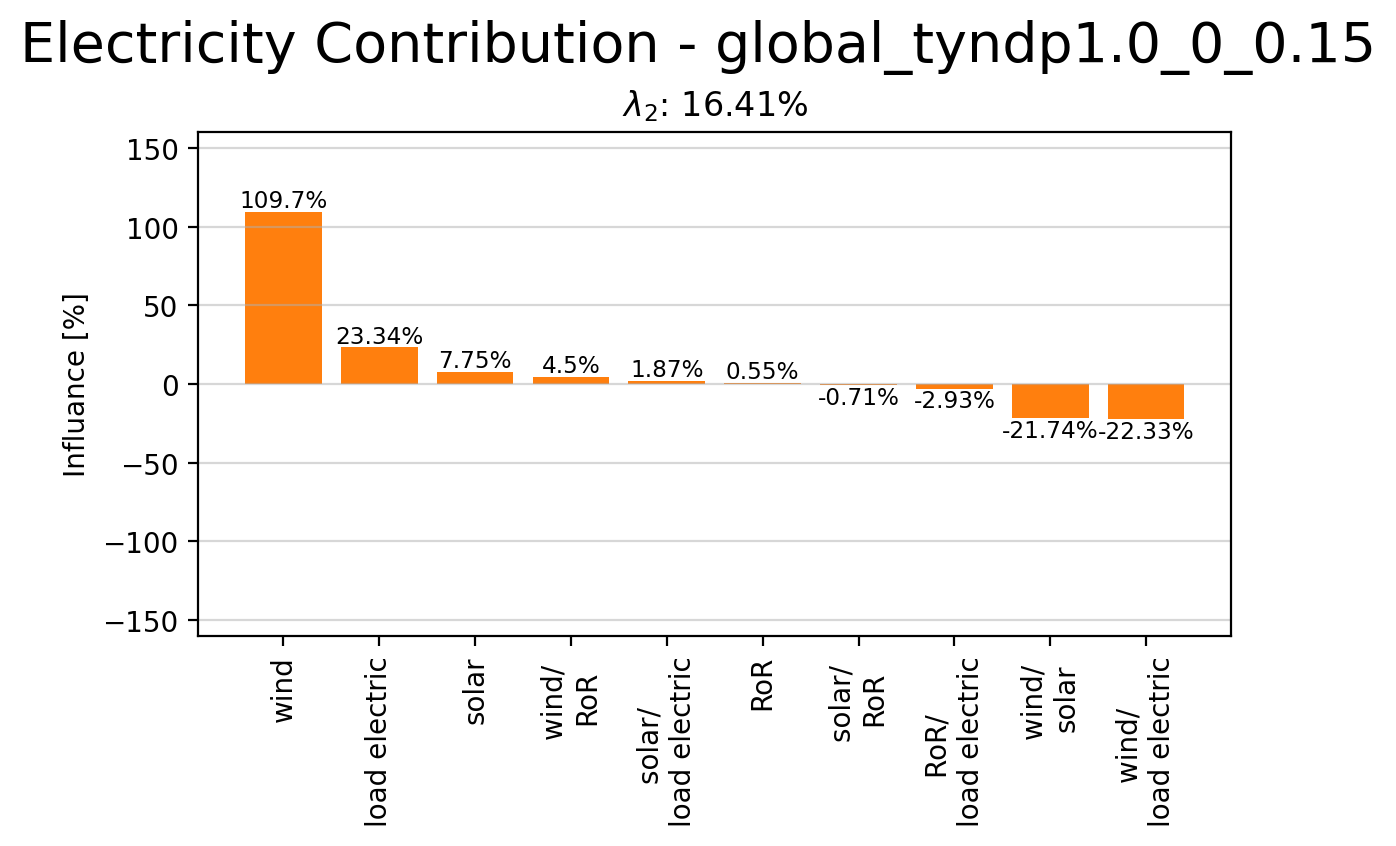 Electricity Contribution - global_tyndp1.0_0_0.15
λ₂: 16.41%
Influance [%]
150
100
50
0
−50
−100
−150
109.7%
23.34%
7.75%
4.5%
1.87%
0.55%
-0.71%
-2.93%
-21.74%
-22.33%
wind
load electric
solar
wind/
RoR
solar/
load electric
RoR
solar/
RoR
RoR/
load electric
wind/
solar
wind/
load electric